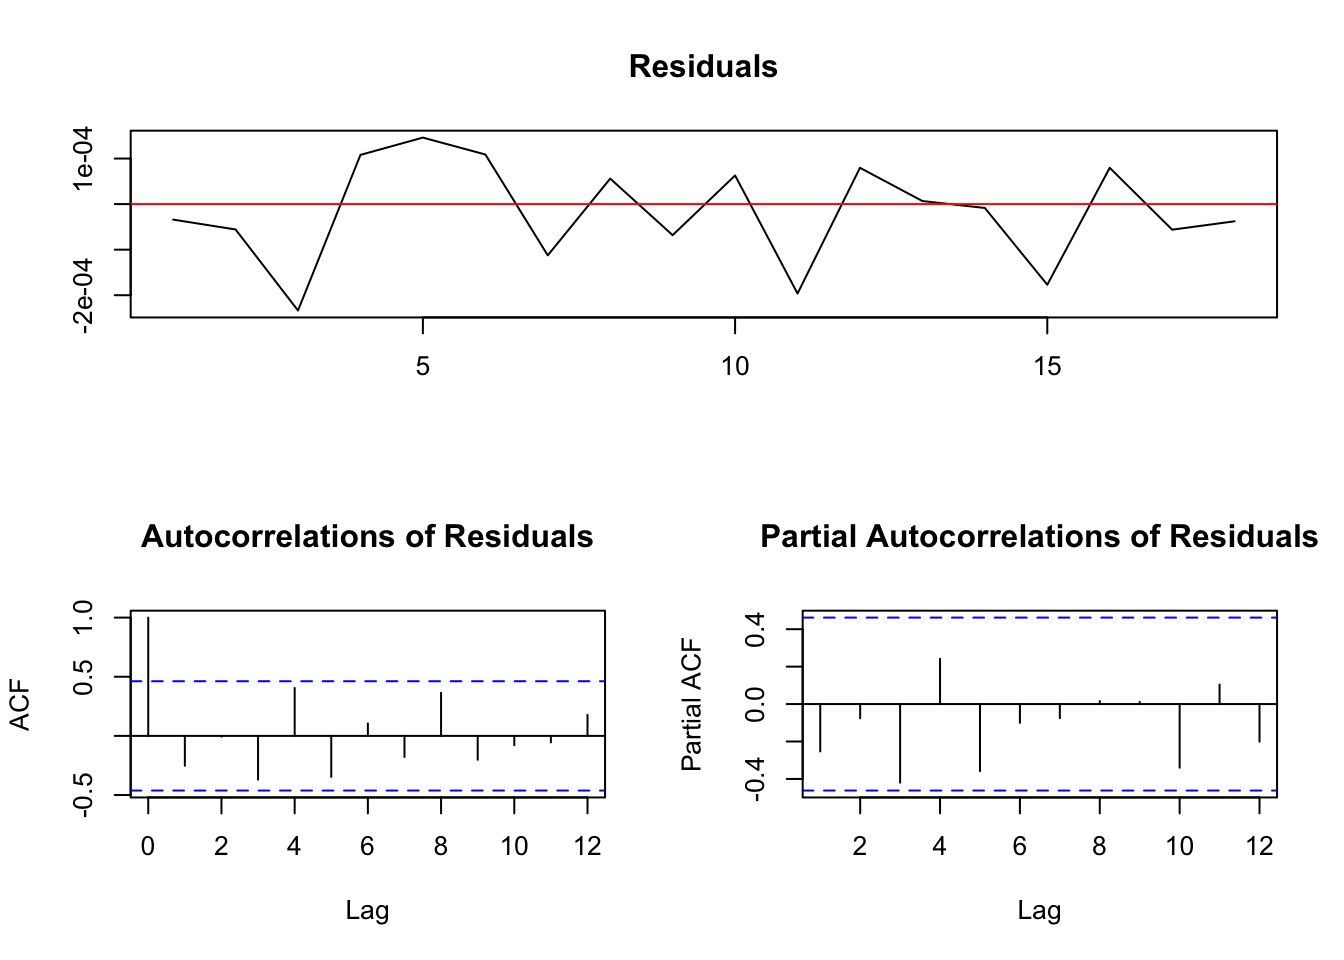 Residuals
1e-04
-2e-04
5 10 15
Autocorrelations of Residuals
ACF
1.0
0.5
-0.5
0 2 4 6 8 10 12
Lag
Partial Autocorrelations of Residuals
Partial ACF
0.4
0.0
-0.4
2 4 6 8 10 12
Lag